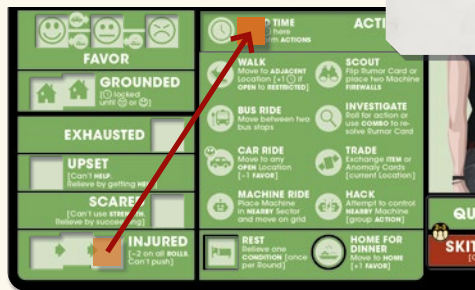 FAVOR
GROUNDED
locked
until
EXHAUSTED
UPSET
[Can't HELP.
Relieve by getting HELP]
SCARED
[Can't use STRENGTH.
Relieve by succeeding]
INJURED
[-2 on all ROLLS.
Can't push]
TIME
here
ACTIONS
ACTI
WALK
Move to ADJACENT
Location [+1 if
OPEN to RESTRICTED]
BUS RIDE
Move between two
bus stops
CAR RIDE
Move to any
OPEN Location
[-1 FAVOR]
MACHINE RIDE
Place Machine
in NEARBY Sector
and move on grid
SCOUT
Flip Rumor Card or
place two Machine
FIREWALLS
INVESTIGATE
Roll for action or
use COMBO to re-
solve Rumor Card
TRADE
Exchange ITEM or
Anomaly Cards
[current Location]
HACK
Attempt to control
NEARBY Machine
[group ACTION]
REST
Relieve one
CONDITION [once
per Round]
HOME FOR
DINNER
Move to HOME
[+1 FAVOR]
QU
SKIT